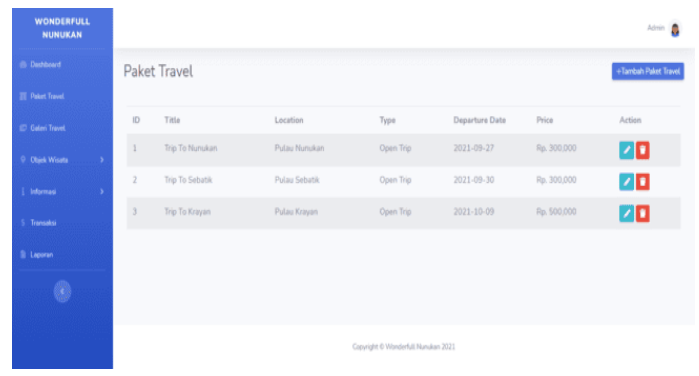 WONDERFULL
NUNUKAN
Admin
Dashboard
Paket Travel
+Tambah Paket Travel
Paket Travel
Galeri Travel
Objek Wisata
Informasi
Transaksi
Laporan
ID Title Location Type Departure Date Price Action
1 Trip To Nunukan Pulau Nunukan Open Trip 2021-09-27 Rp. 300,000
2 Trip To Sebatik Pulau Sebatik Open Trip 2021-09-30 Rp. 300,000
3 Trip To Krayan Pulau Krayan Open Trip 2021-10-09 Rp. 500,000
Copyright © Wonderfull Nunukan 2021